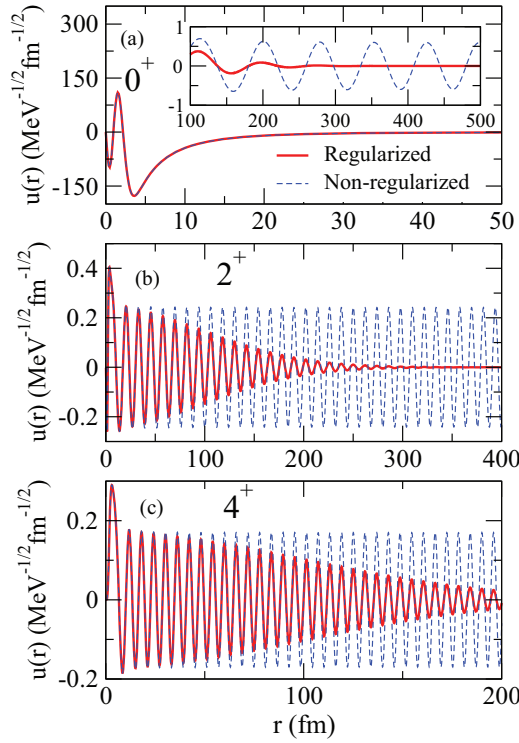 (a)
0⁺
300
150
0
-150
u(r) (MeV⁻¹/²fm⁻¹/²)
1
0
-1
100 200 300 400 500
Regularized
Non-regularized
0 10 20 30 40 50
(b)
2⁺
0.4
0.2
0
-0.2
u(r) (MeV⁻¹/²fm⁻¹/²)
0 100 200 300 400
(c)
4⁺
0.2
0
-0.2
u(r) (MeV⁻¹/²fm⁻¹/²)
0 100 200
r (fm)